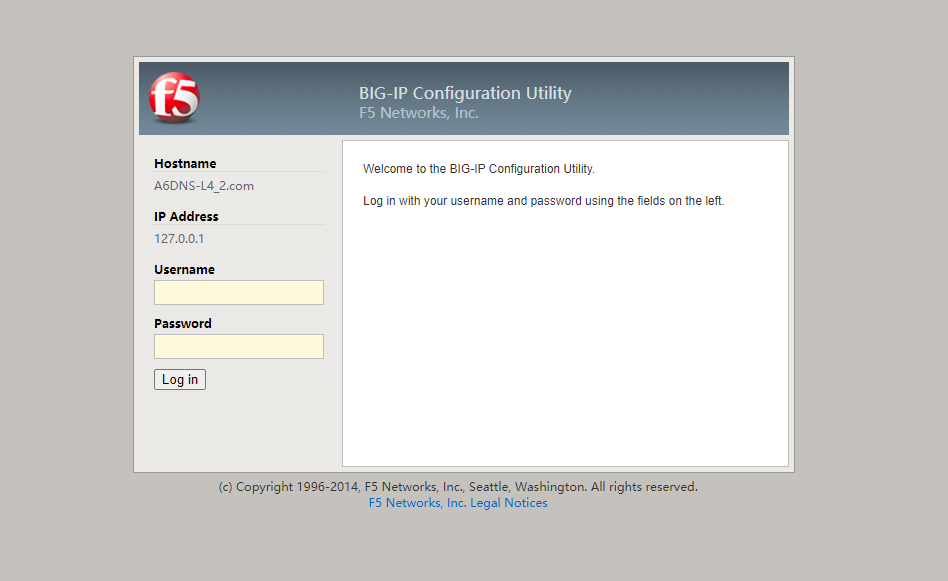 f5
BIG-IP Configuration Utility
F5 Networks, Inc.
Hostname
A6DNS-L4_2.com
IP Address
127.0.0.1
Username
Password
Log in
Welcome to the BIG-IP Configuration Utility.
Log in with your username and password using the fields on the left.
(c) Copyright 1996-2014, F5 Networks, Inc., Seattle, Washington. All rights reserved.
F5 Networks, Inc. Legal Notices